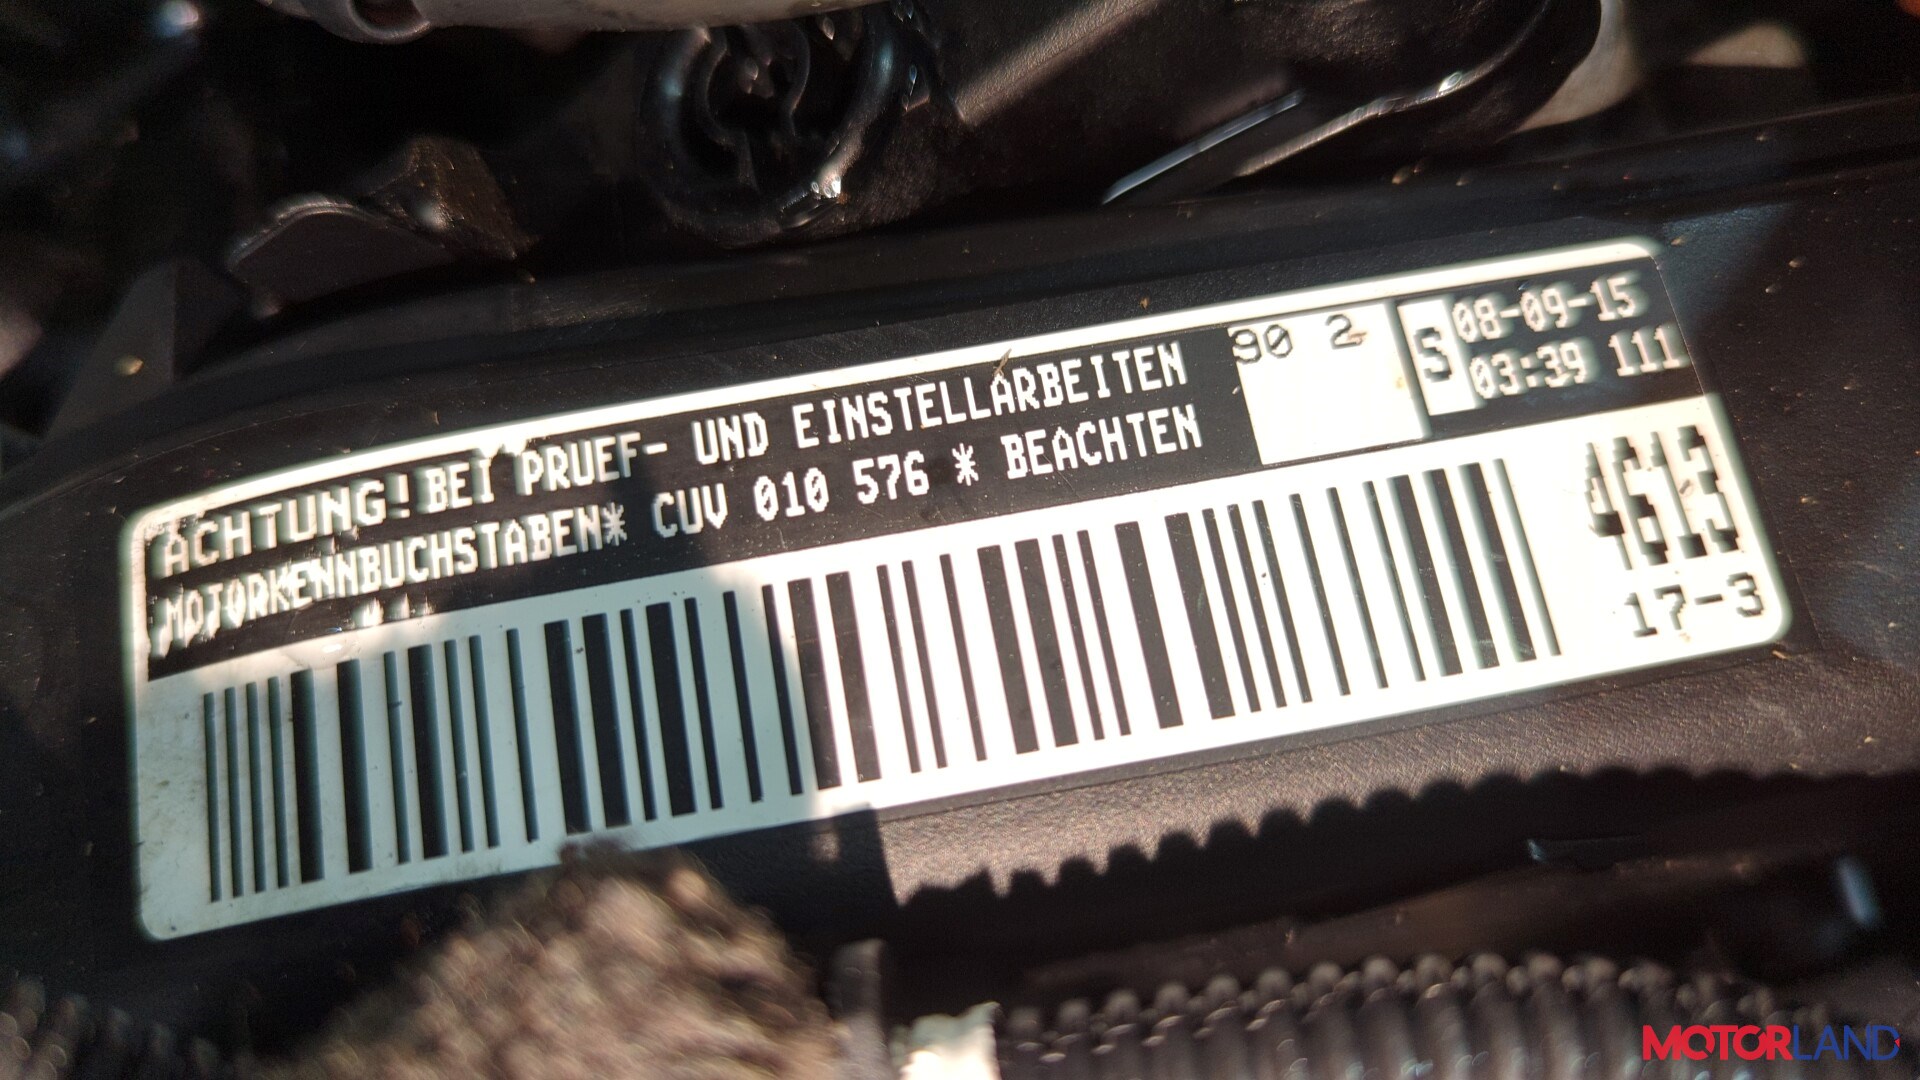 ACHTUNG! BEI PRUEF- UND EINSTELLARBEITEN
MOTORKENNBUCHSTABEN* CUV 010 576 * BEACHTEN
90 2
S
08-09-15
03:39 111
4613
17-3
MOTORLAND